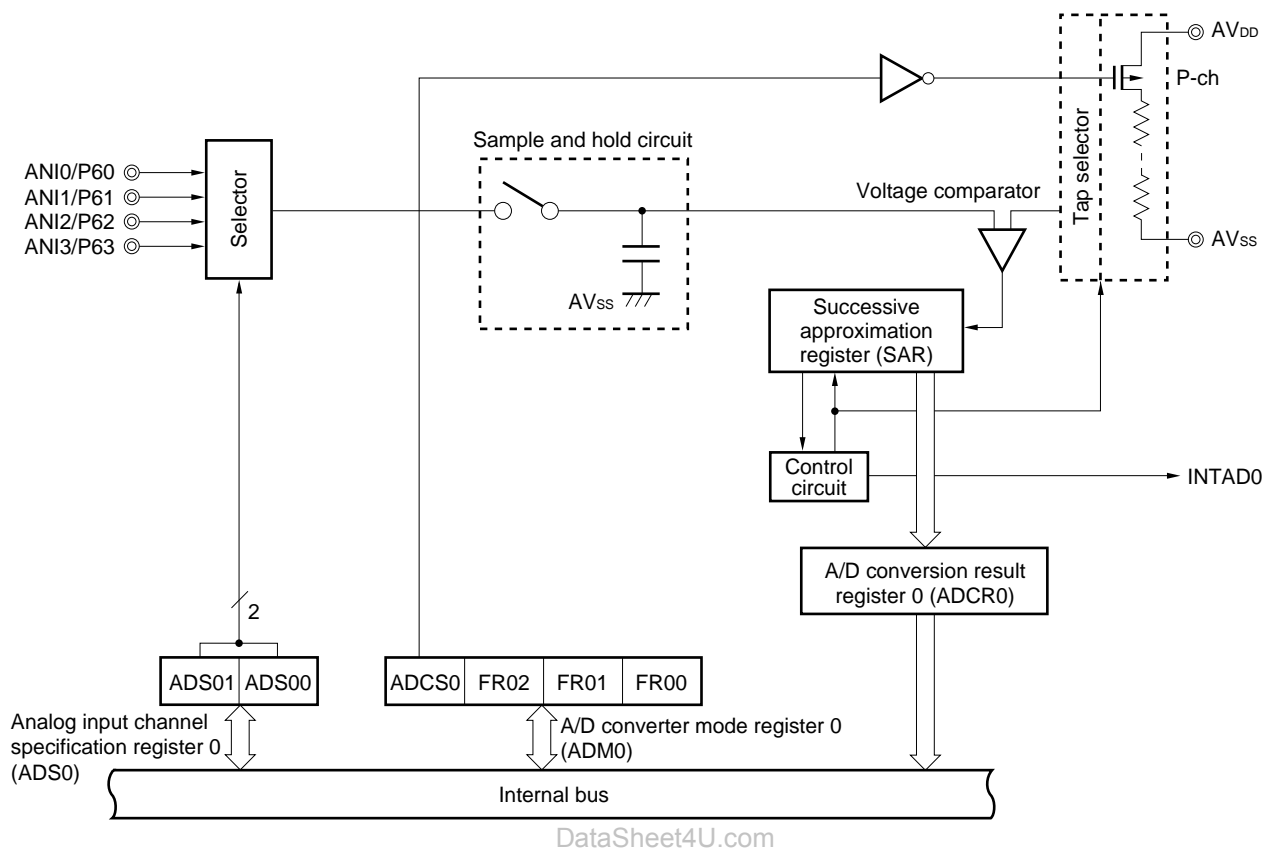 AVDD
P-ch
Tap selector
AVSS
Sample and hold circuit
AVSS
Voltage comparator
ANI0/P60
ANI1/P61
ANI2/P62
ANI3/P63
Selector
Successive
approximation
register (SAR)
Control
circuit
INTAD0
A/D conversion result
register 0 (ADCR0)
2
ADS01 ADS00
ADCS0 FR02 FR01 FR00
Analog input channel
specification register 0
(ADS0)
A/D converter mode register 0
(ADM0)
Internal bus
DataSheet4U.com